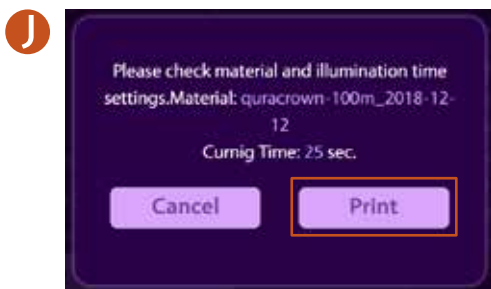 J
Please check material and illumination time
settings.Material: quracrown-100m_2018-12-
12
Curnig Time: 25 sec.
Cancel Print